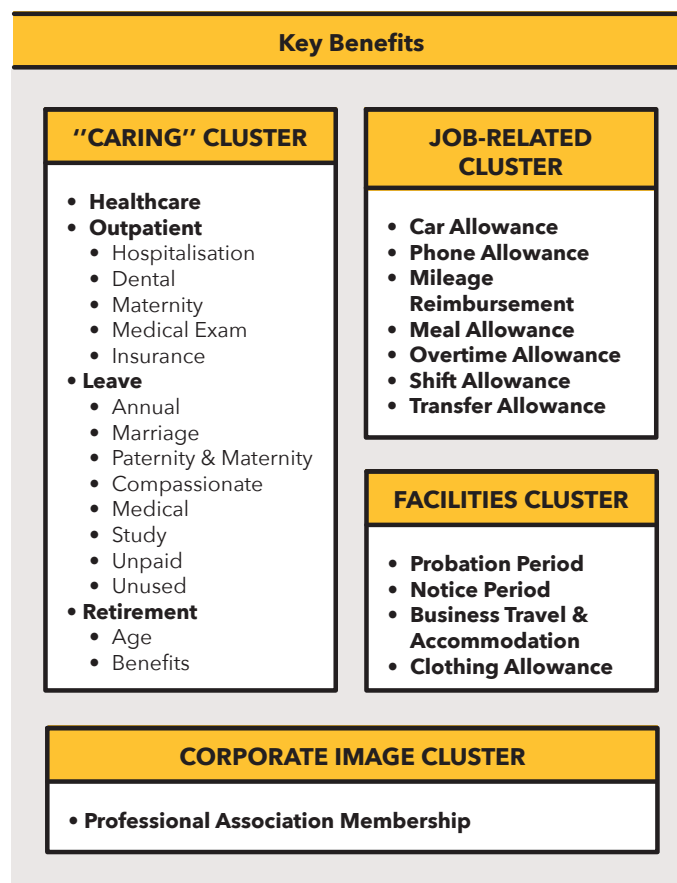 Key Benefits
''CARING'' CLUSTER
• Healthcare
• Outpatient
• Hospitalisation
• Dental
• Maternity
• Medical Exam
• Insurance
• Leave
• Annual
• Marriage
• Paternity & Maternity
• Compassionate
• Medical
• Study
• Unpaid
• Unused
• Retirement
• Age
• Benefits
JOB-RELATED
CLUSTER
• Car Allowance
• Phone Allowance
• Mileage
Reimbursement
• Meal Allowance
• Overtime Allowance
• Shift Allowance
• Transfer Allowance
FACILITIES CLUSTER
• Probation Period
• Notice Period
• Business Travel &
Accommodation
• Clothing Allowance
CORPORATE IMAGE CLUSTER
• Professional Association Membership